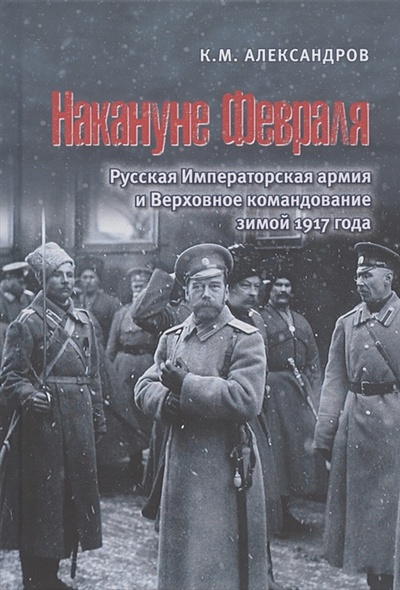 К.М. АЛЕКСАНДРОВ
Накануне Февраля
Русская Императорская армия
и Верховное командование
зимой 1917 года